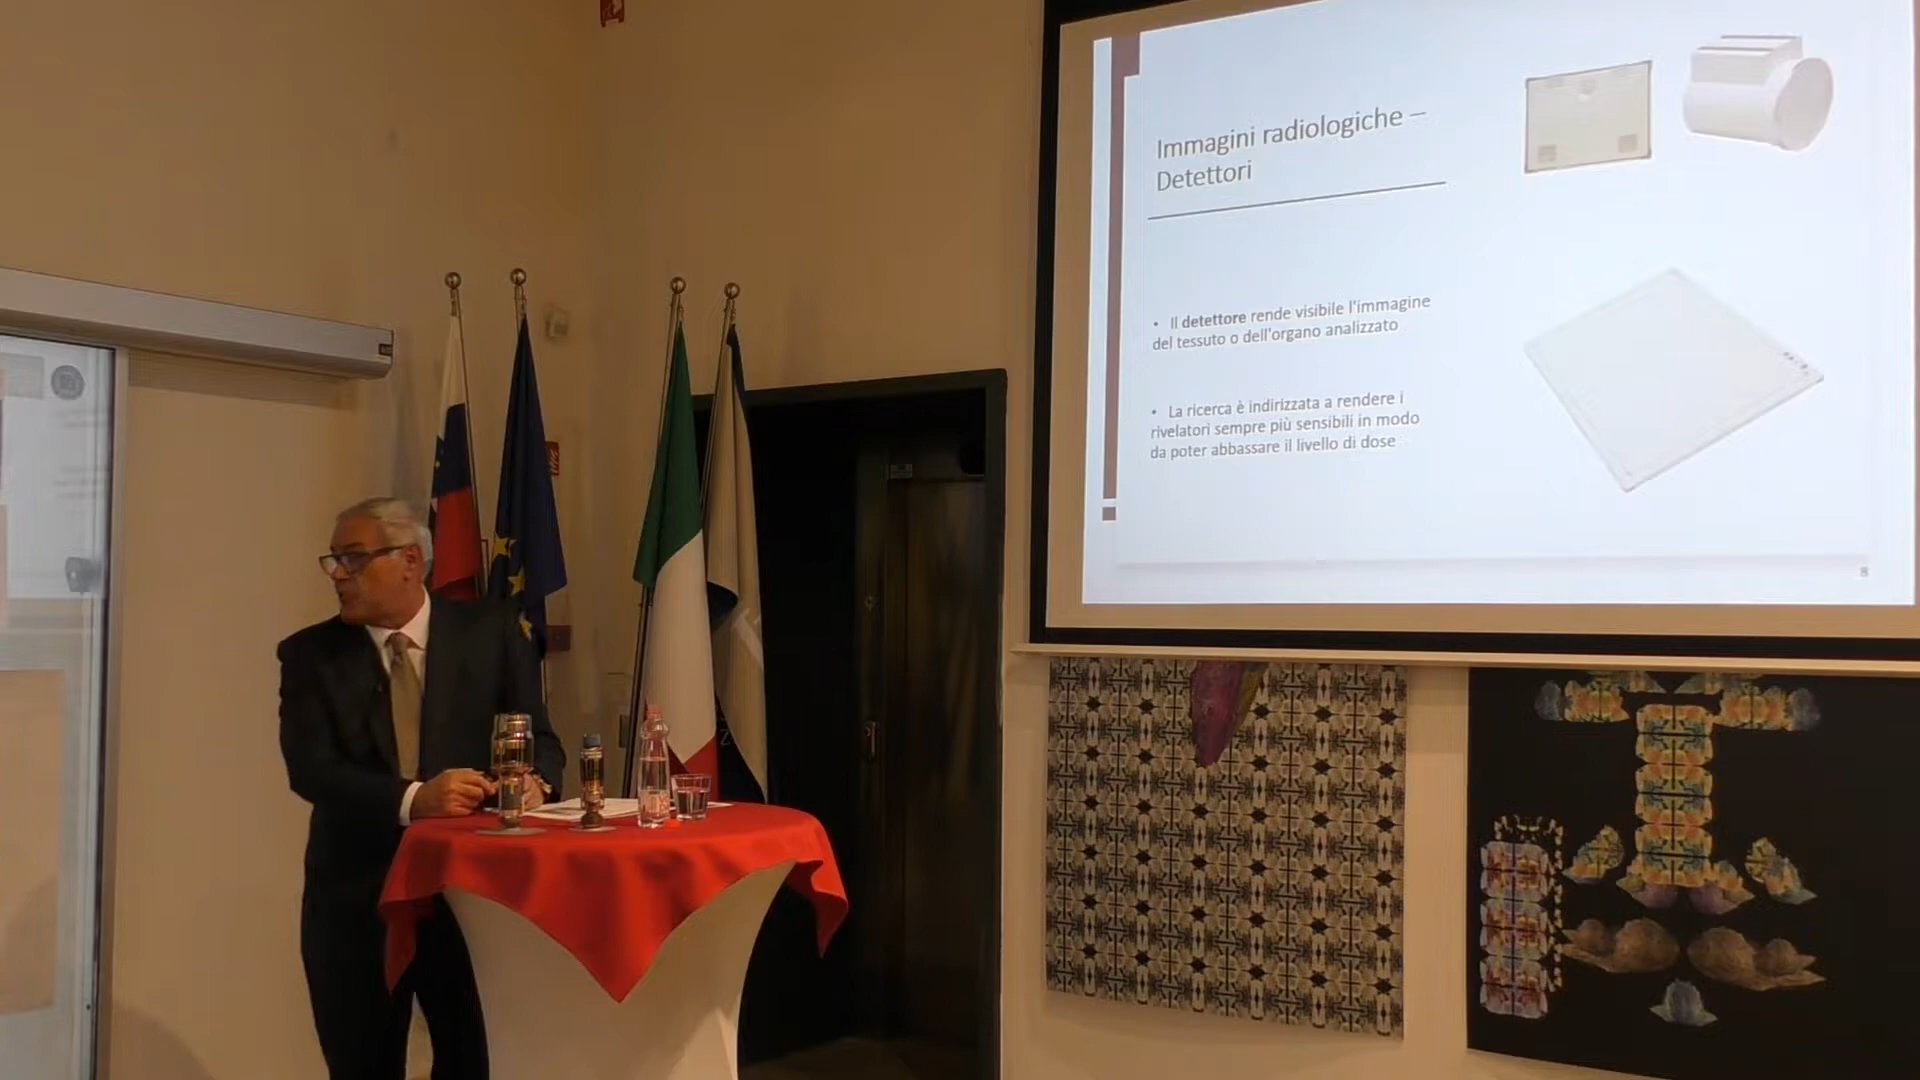 Immagini radiologiche –
Detettori
• Il detettore rende visibile l'immagine
del tessuto o dell'organo analizzato
• La ricerca è indirizzata a rendere i
rivelatori sempre più sensibili in modo
da poter abbassare il livello di dose
8